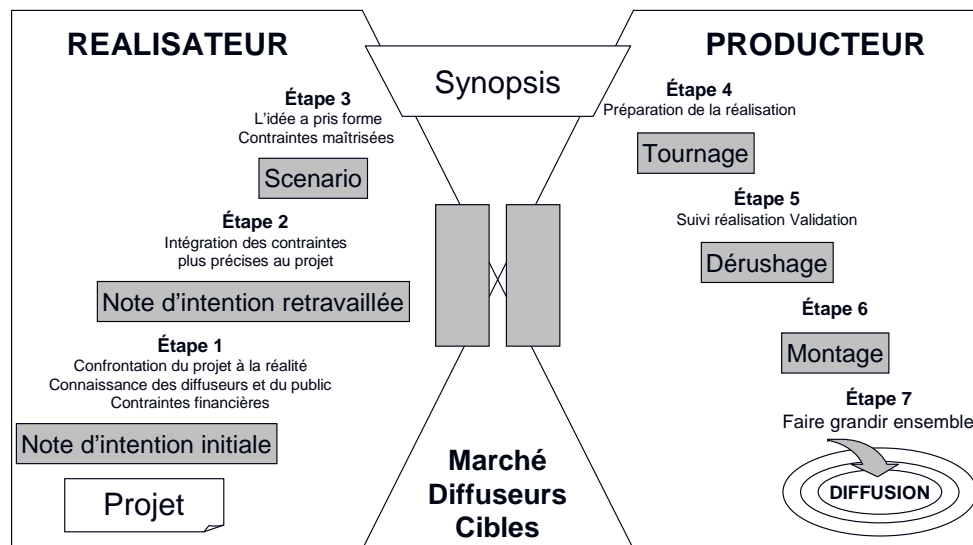 REALISATEUR
Étape 3
L'idée a pris forme
Contraintes maîtrisées
Scenario
Étape 2
Intégration des contraintes
plus précises au projet
Note d'intention retravaillée
Étape 1
Confrontation du projet à la réalité
Connaissance des diffuseurs et du public
Contraintes financières
Note d'intention initiale
Projet
Synopsis
Marché
Diffuseurs
Cibles
PRODUCTEUR
Étape 4
Préparation de la réalisation
Tournage
Étape 5
Suivi réalisation Validation
Dérushage
Étape 6
Montage
Étape 7
Faire grandir ensemble
DIFFUSION